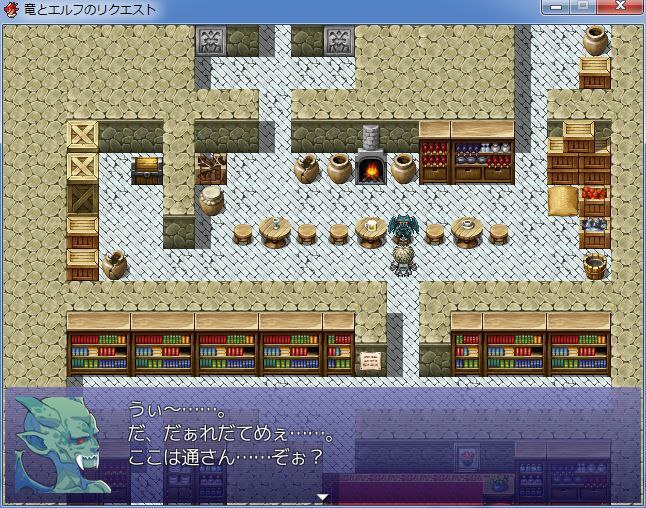 竜とエルフのリクエスト
うぃ～……。
だ、だぁれだてめぇ……。
ここは通さん……ぞぉ？